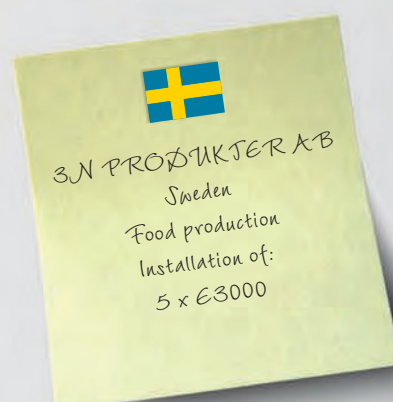 3N PRODUKTER AB
Sweden
Food production
Installation of:
5 x E3000